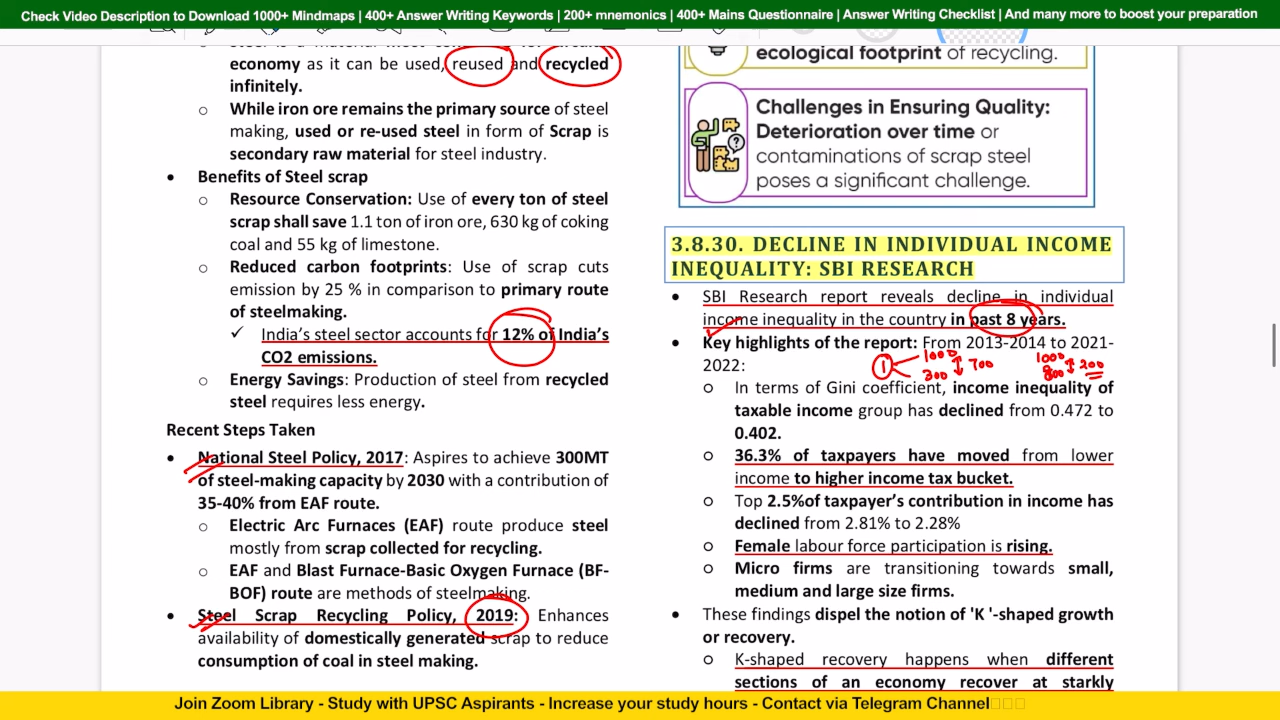 Check Video Description to Download 1000+ Mindmaps | 400+ Answer Writing Keywords | 200+ mnemonics | 400+ Mains Questionnaire | Answer Writing Checklist | And many more to boost your preparation
economy as it can be used, reused and recycled
infinitely.
o While iron ore remains the primary source of steel
making, used or re-used steel in form of Scrap is
secondary raw material for steel industry.
• Benefits of Steel scrap
o Resource Conservation: Use of every ton of steel
scrap shall save 1.1 ton of iron ore, 630 kg of coking
coal and 55 kg of limestone.
o Reduced carbon footprints: Use of scrap cuts
emission by 25 % in comparison to primary route
of steelmaking.
✓ India's steel sector accounts for 12% of India's
CO2 emissions.
o Energy Savings: Production of steel from recycled
steel requires less energy.
Recent Steps Taken
• National Steel Policy, 2017: Aspires to achieve 300MT
of steel-making capacity by 2030 with a contribution of
35-40% from EAF route.
o Electric Arc Furnaces (EAF) route produce steel
mostly from scrap collected for recycling.
o EAF and Blast Furnace-Basic Oxygen Furnace (BF-
BOF) route are methods of steelmaking.
• Steel Scrap Recycling Policy, 2019: Enhances
availability of domestically generated scrap to reduce
consumption of coal in steel making.
ecological footprint of recycling.
Challenges in Ensuring Quality:
Deterioration over time or
contaminations of scrap steel
poses a significant challenge.
3.8.30. DECLINE IN INDIVIDUAL INCOME
INEQUALITY: SBI RESEARCH
• SBI Research report reveals decline in individual
income inequality in the country in past 8 years.
• Key highlights of the report: From 2013-2014 to 2021-
2022:
1 1000 300 700 1000 800 200
o In terms of Gini coefficient, income inequality of
taxable income group has declined from 0.472 to
0.402.
o 36.3% of taxpayers have moved from lower
income to higher income tax bucket.
o Top 2.5%of taxpayer's contribution in income has
declined from 2.81% to 2.28%
o Female labour force participation is rising.
o Micro firms are transitioning towards small,
medium and large size firms.
• These findings dispel the notion of 'K '-shaped growth
or recovery.
o K-shaped recovery happens when different
sections of an economy recover at starkly
Join Zoom Library - Study with UPSC Aspirants - Increase your study hours - Contact via Telegram Channel